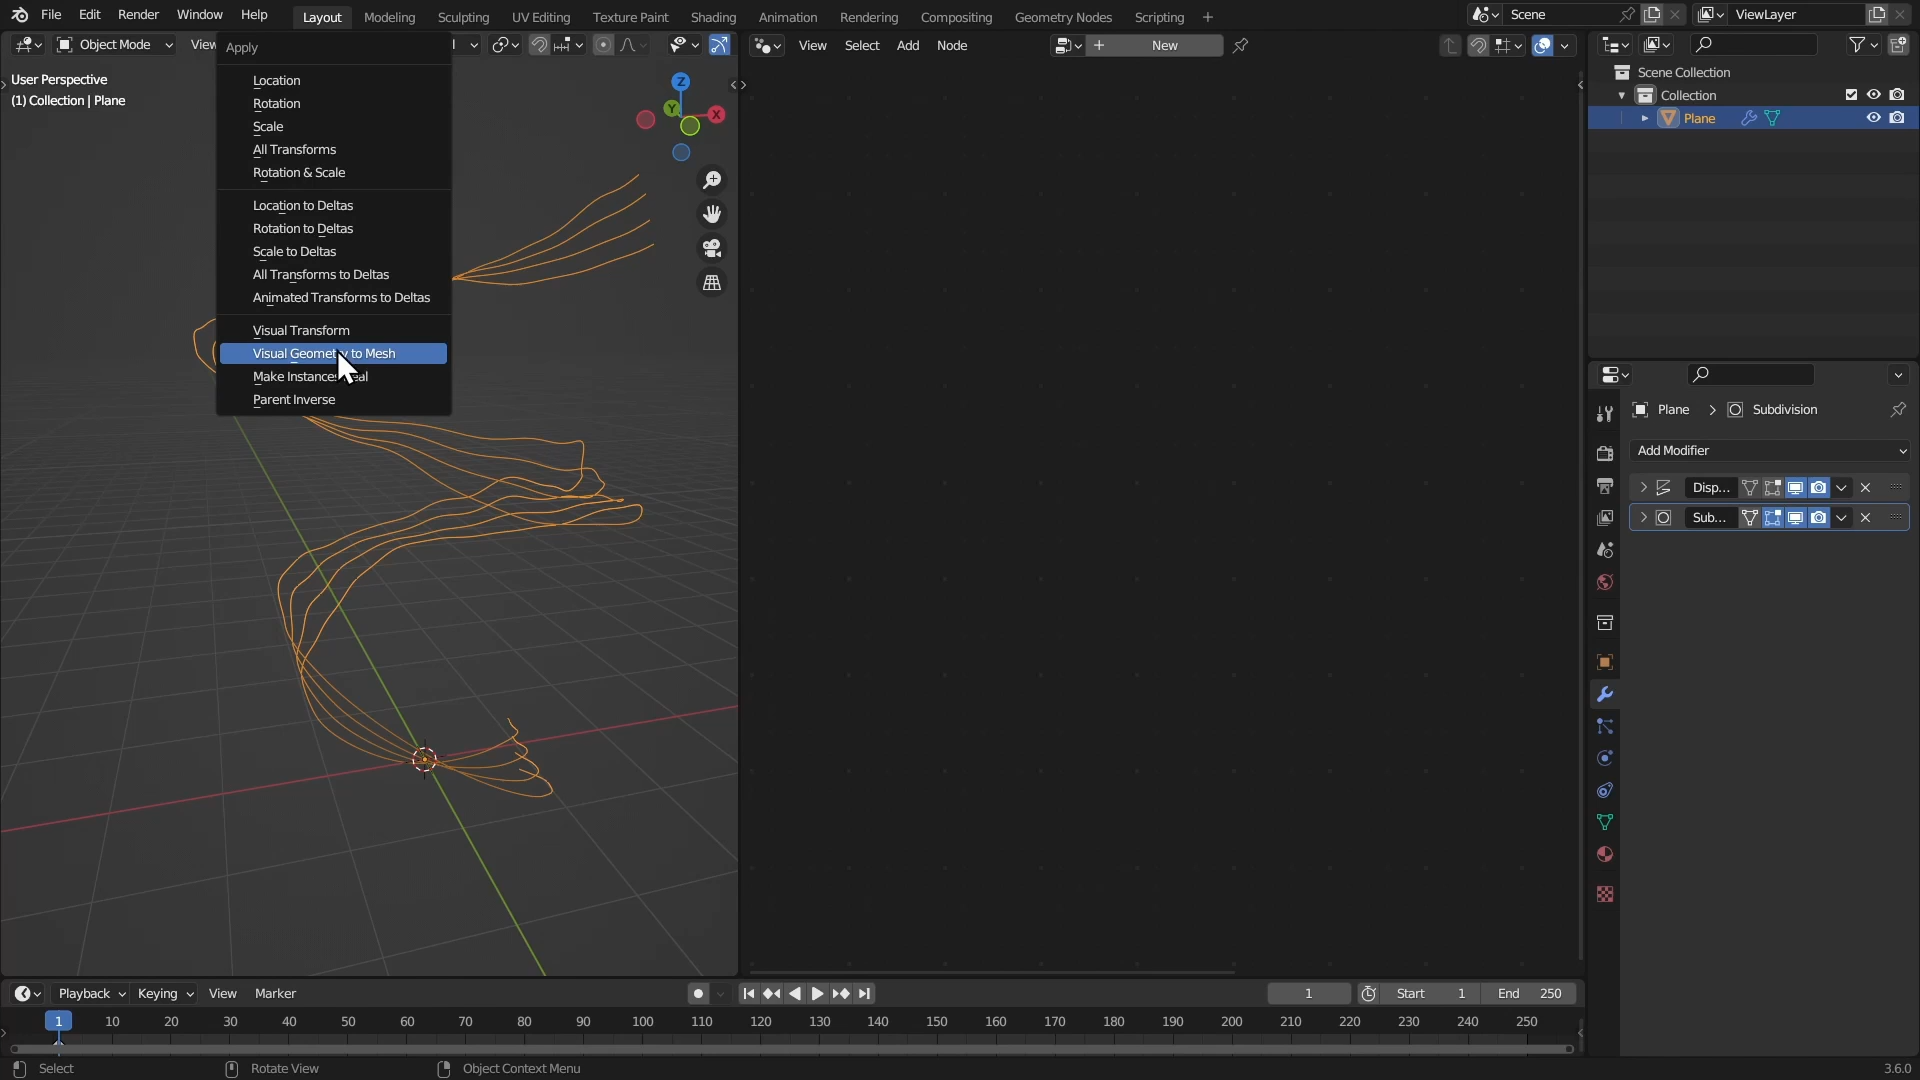 File Edit Render Window Help Layout Modeling Sculpting UV Editing Texture Paint Shading Animation Rendering Compositing Geometry Nodes Scripting + Scene ViewLayer
Object Mode
View Select Add Node
+ New
User Perspective
(1) Collection | Plane
Apply
Location
Rotation
Scale
All Transforms
Rotation & Scale
Location to Deltas
Rotation to Deltas
Scale to Deltas
All Transforms to Deltas
Animated Transforms to Deltas
Visual Transform
Visual Geometry to Mesh
Parent Inverse
Z
Y
X
Scene Collection
Collection
Plane
Plane > Subdivision
Add Modifier
Disp...
Sub...
Playback Keying View Marker
1 Start 1 End 250
1 10 20 30 40 50 60 70 80 90 100 110 120 130 140 150 160 170 180 190 200 210 220 230 240 250
Select Rotate View Object Context Menu 3.6.0